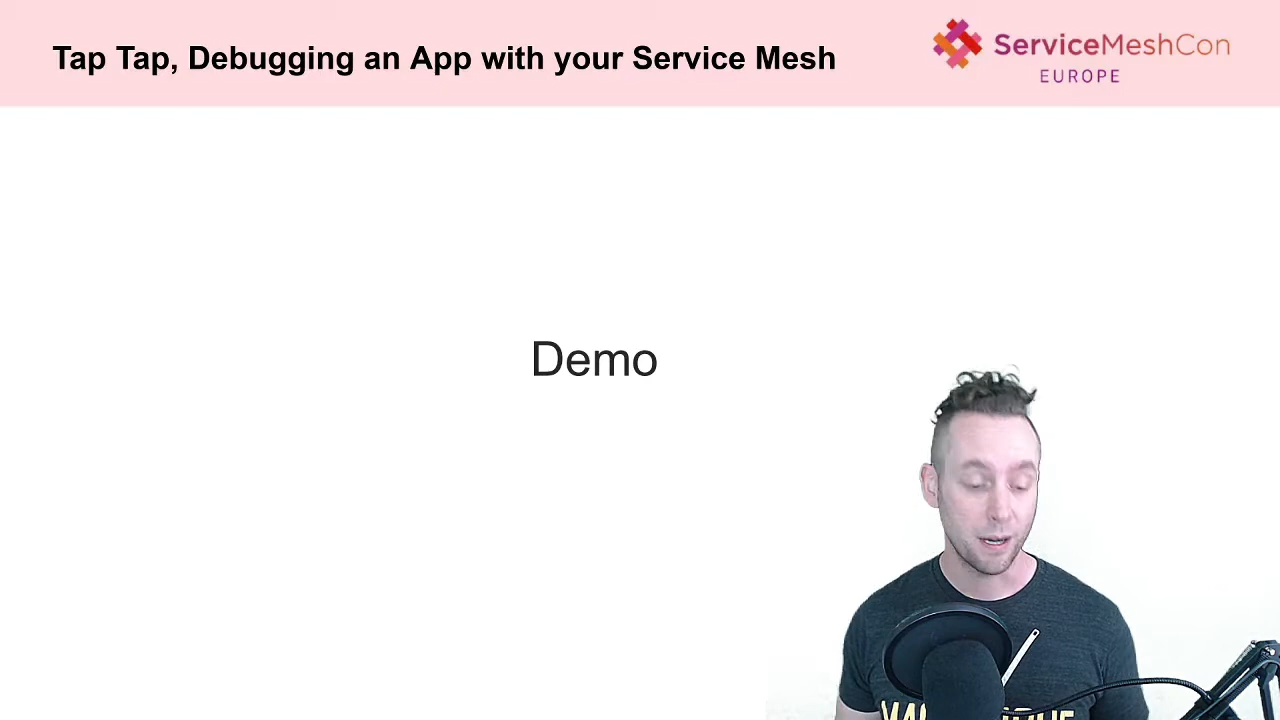 Tap Tap, Debugging an App with your Service Mesh
ServiceMeshCon
EUROPE
Demo